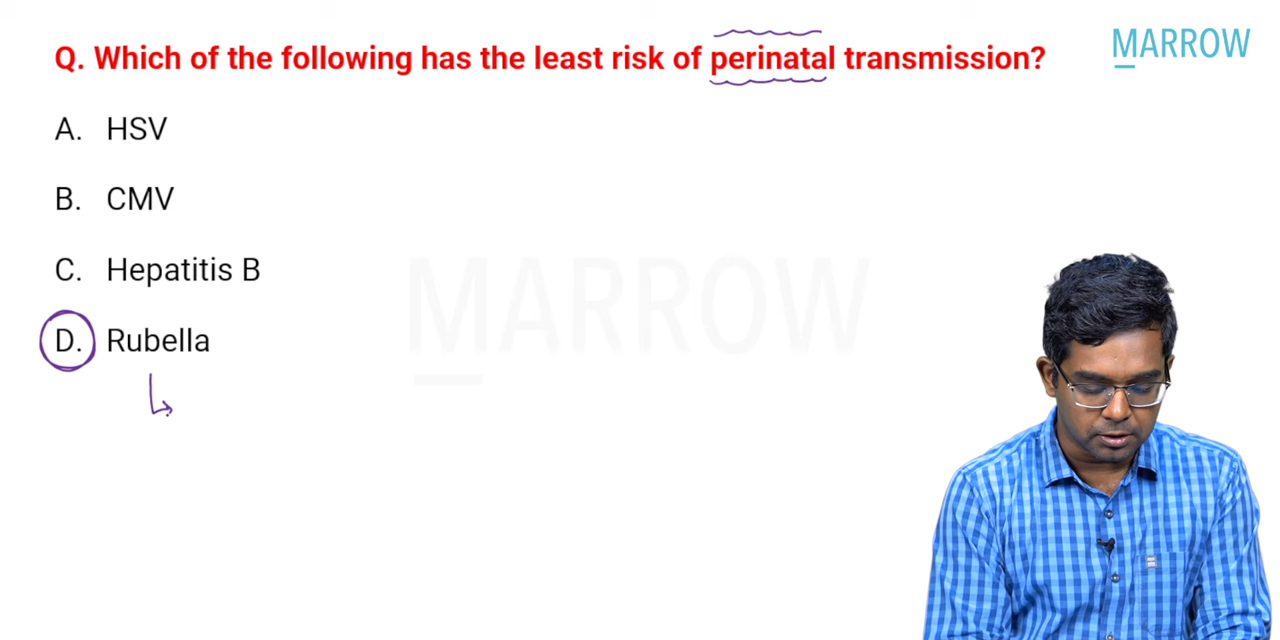 Q. Which of the following has the least risk of perinatal transmission?
MARROW
A. HSV
B. CMV
C. Hepatitis B
MARROW
D. Rubella